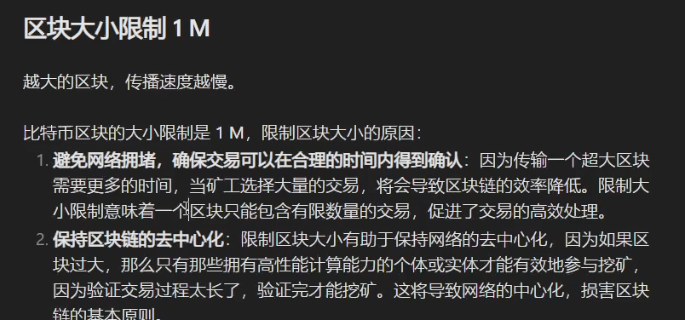 区块大小限制 1 M
越大的区块，传播速度越慢。
比特币区块的大小限制是 1 M，限制区块大小的原因：
1. 避免网络拥堵，确保交易可以在合理的时间内得到确认：因为传输一个超大区块
需要更多的时间，当矿工选择大量的交易，将会导致区块链的效率降低。限制大
小限制意味着一个区块只能包含有限数量的交易，促进了交易的高效处理。
2. 保持区块链的去中心化：限制区块大小有助于保持网络的去中心化，因为如果区
块过大，那么只有那些拥有高性能计算能力的个体或实体才能有效地参与挖矿，
因为验证交易过程太长了，验证完才能挖矿。这将导致网络的中心化，损害区块
链的基本原则。